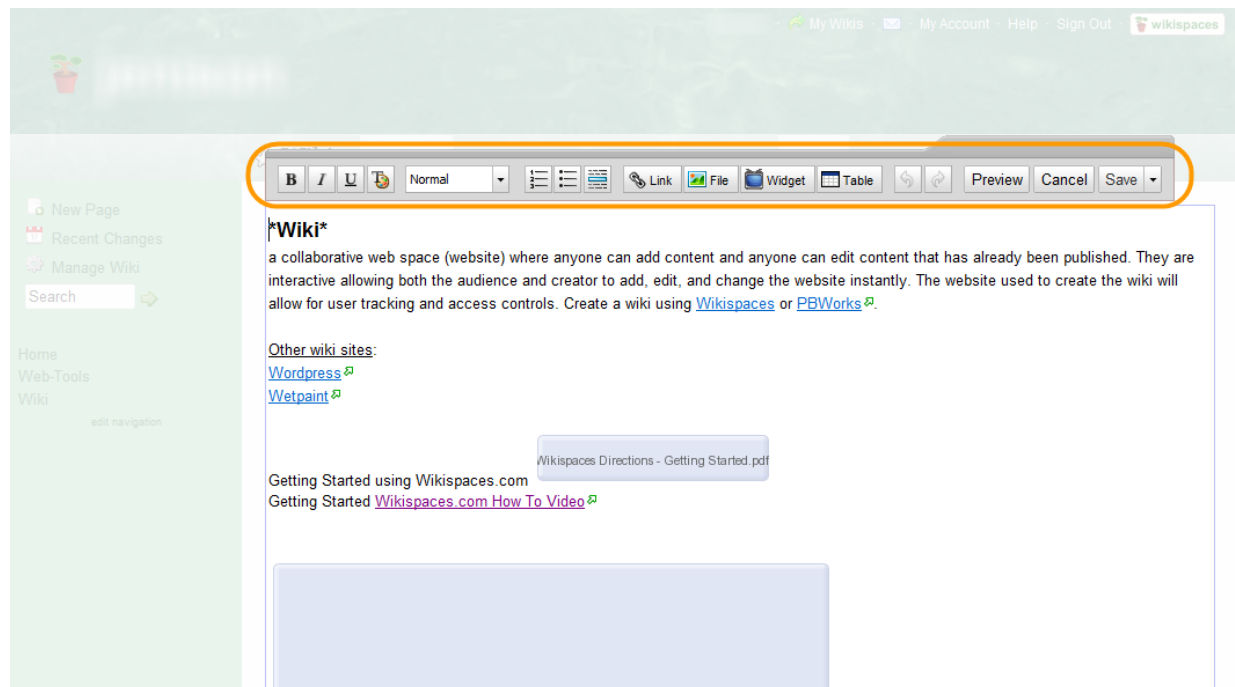 My Wikis · My Account · Help · Sign Out wikispaces
B I U T Normal Link File Widget Table Preview Cancel Save
New Page
Recent Changes
Manage Wiki
Search
Home
Web-Tools
Wiki
edit navigation
*Wiki*
a collaborative web space (website) where anyone can add content and anyone can edit content that has already been published. They are
interactive allowing both the audience and creator to add, edit, and change the website instantly. The website used to create the wiki will
allow for user tracking and access controls. Create a wiki using Wikispaces or PBWorks.
Other wiki sites:
Wordpress
Wetpaint
Wikispaces Directions - Getting Started.pdf
Getting Started using Wikispaces.com
Getting Started Wikispaces.com How To Video